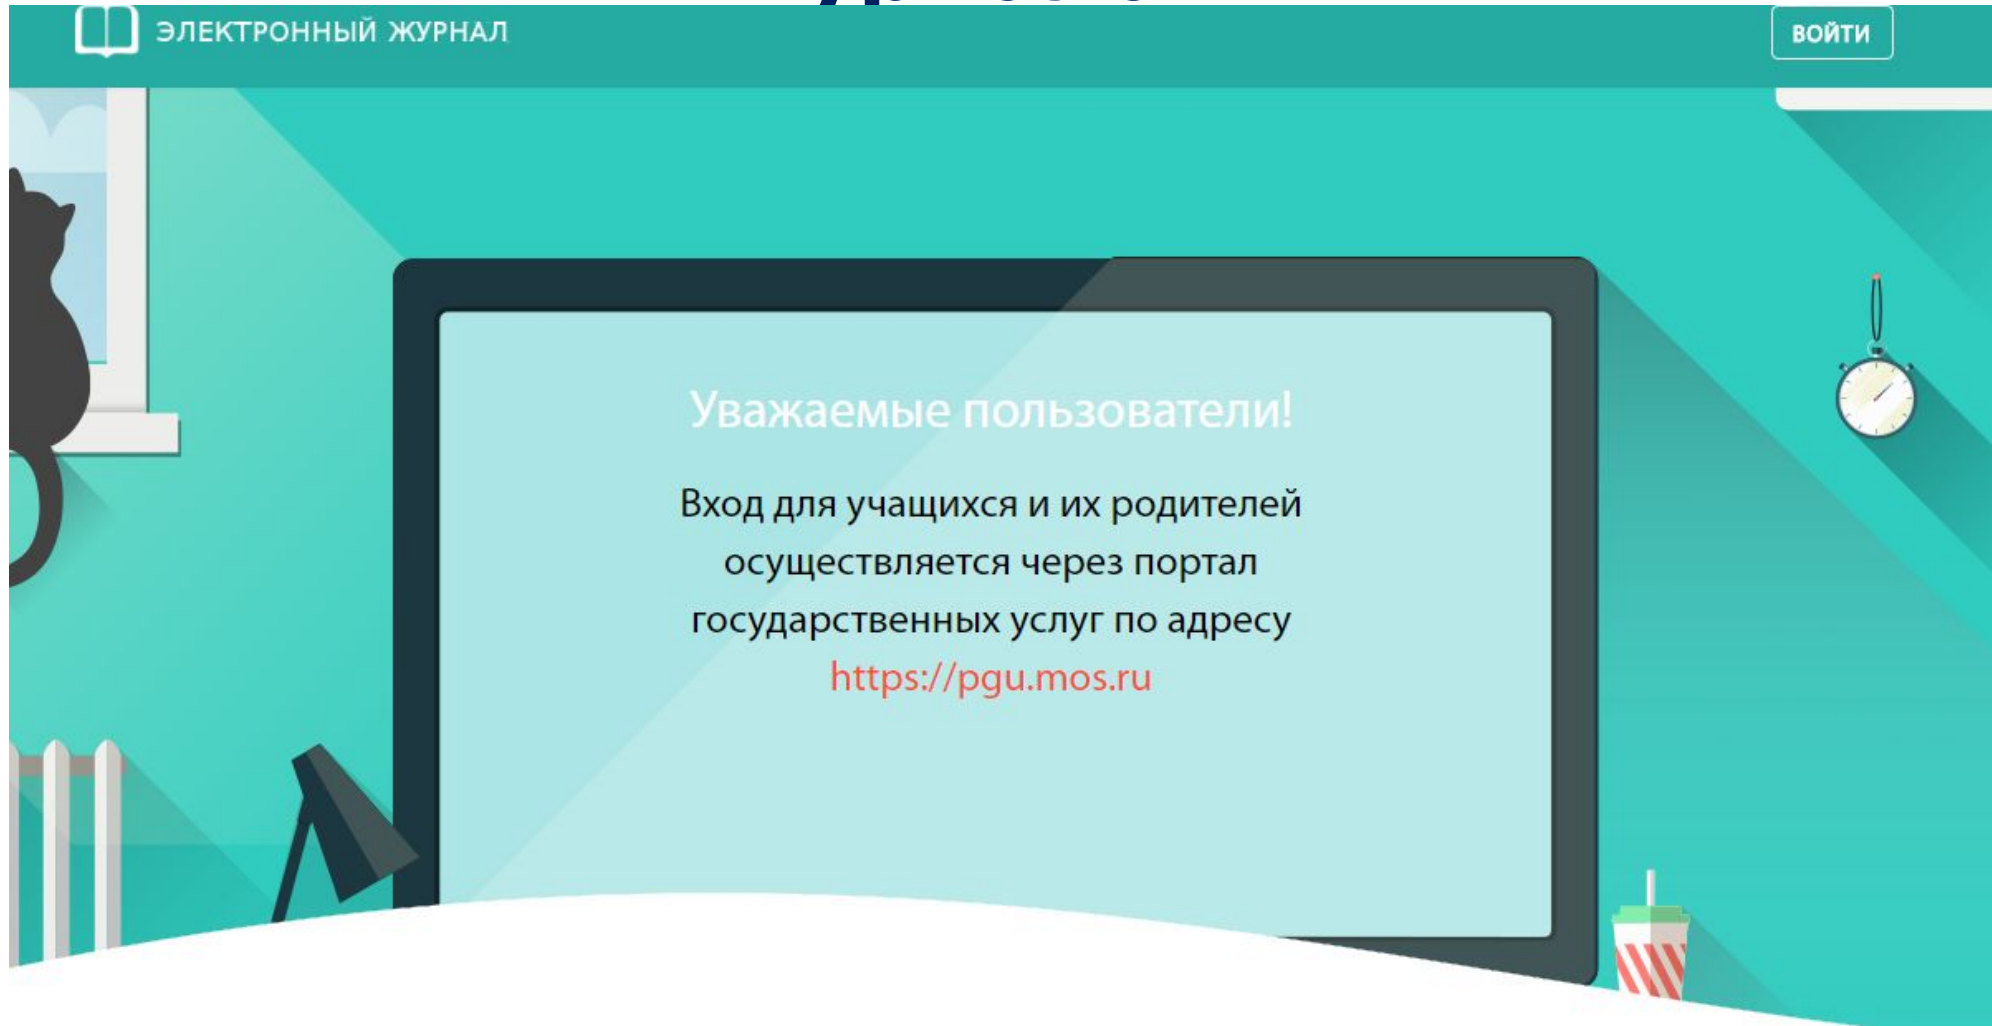 ЭЛЕКТРОННЫЙ ЖУРНАЛ
ВОЙТИ
Уважаемые пользователи!
Вход для учащихся и их родителей
осуществляется через портал
государственных услуг по адресу
https://pgu.mos.ru